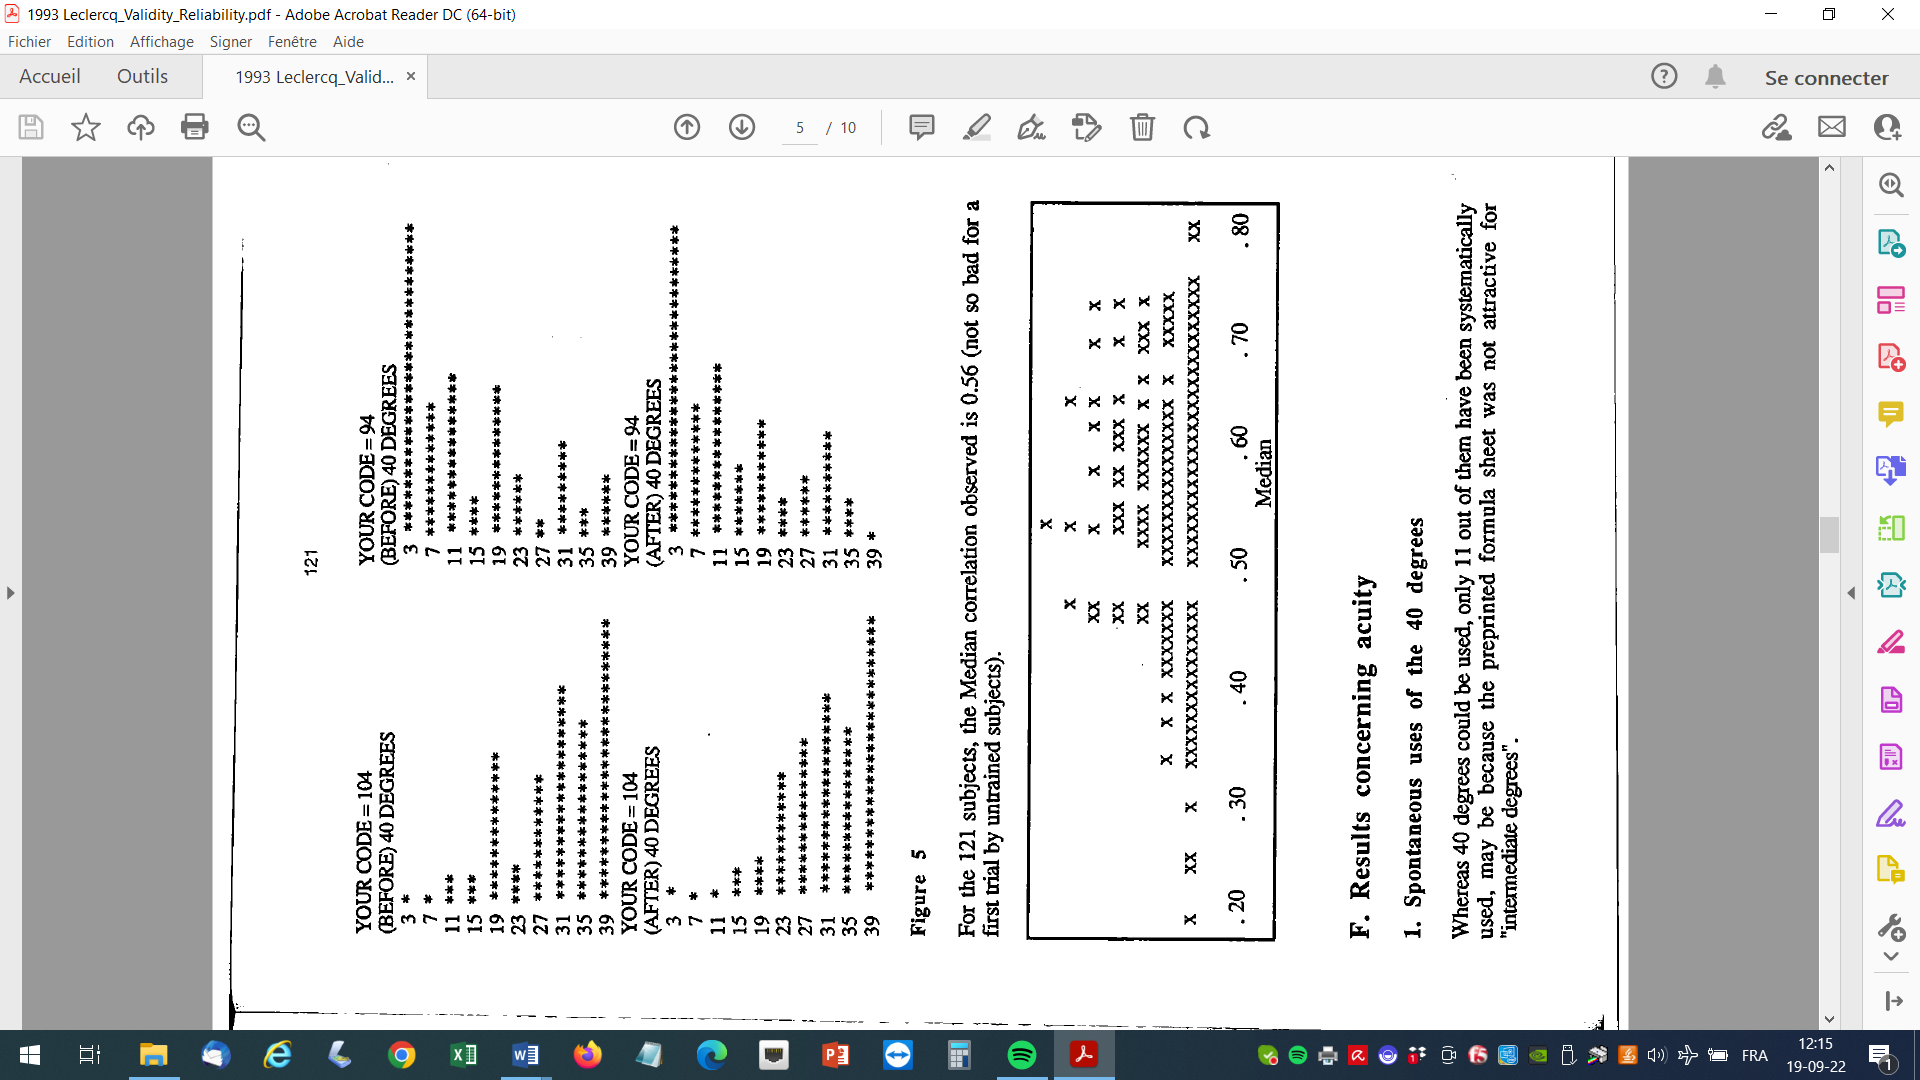 1993 Leclercq_Validity_Reliability.pdf - Adobe Acrobat Reader DC (64-bit)
Fichier Edition Affichage Signer Fenêtre Aide
Accueil Outils 1993 Leclercq_Valid... × Se connecter
5 / 10
121
YOUR CODE = 104
(BEFORE) 40 DEGREES
3
7
11
15
19
23
27
31
35
39
YOUR CODE = 104
(AFTER) 40 DEGREES
3
7
11
15
19
23
27
31
35
39
YOUR CODE = 94
(BEFORE) 40 DEGREES
3
7
11
15
19
23
27
31
35
39
YOUR CODE = 94
(AFTER) 40 DEGREES
3
7
11
15
19
23
27
31
35
39
Figure 5
For the 121 subjects, the Median correlation observed is 0.56 (not so bad for a
first trial by untrained subjects).
.20 .30 .40 .50 .60 .70 .80
Median
F. Results concerning acuity
1. Spontaneous uses of the 40 degrees
Whereas 40 degrees could be used, only 11 out of them have been systematically
used, may be because the preprinted formula sheet was not attractive for
"intermediate degrees".
FRA
12:15
19-09-22
1